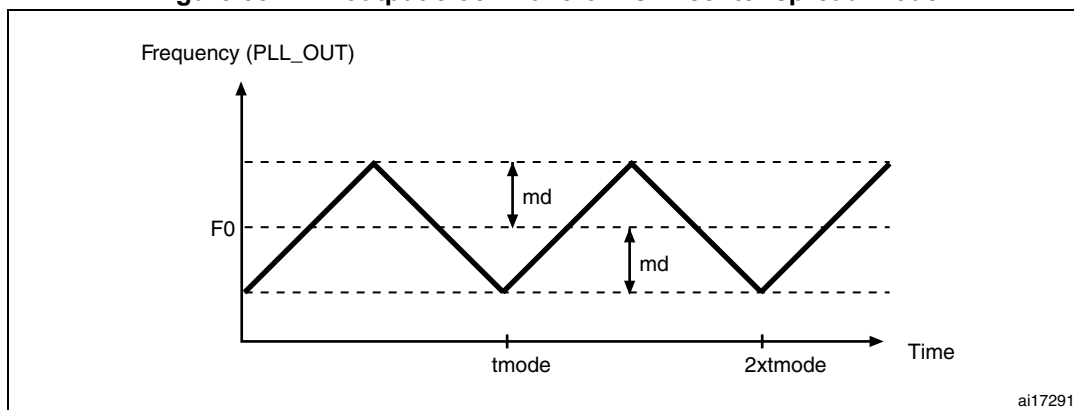 Frequency (PLL_OUT)
md
F0
md
tmode
2xtmode
Time
ai17291